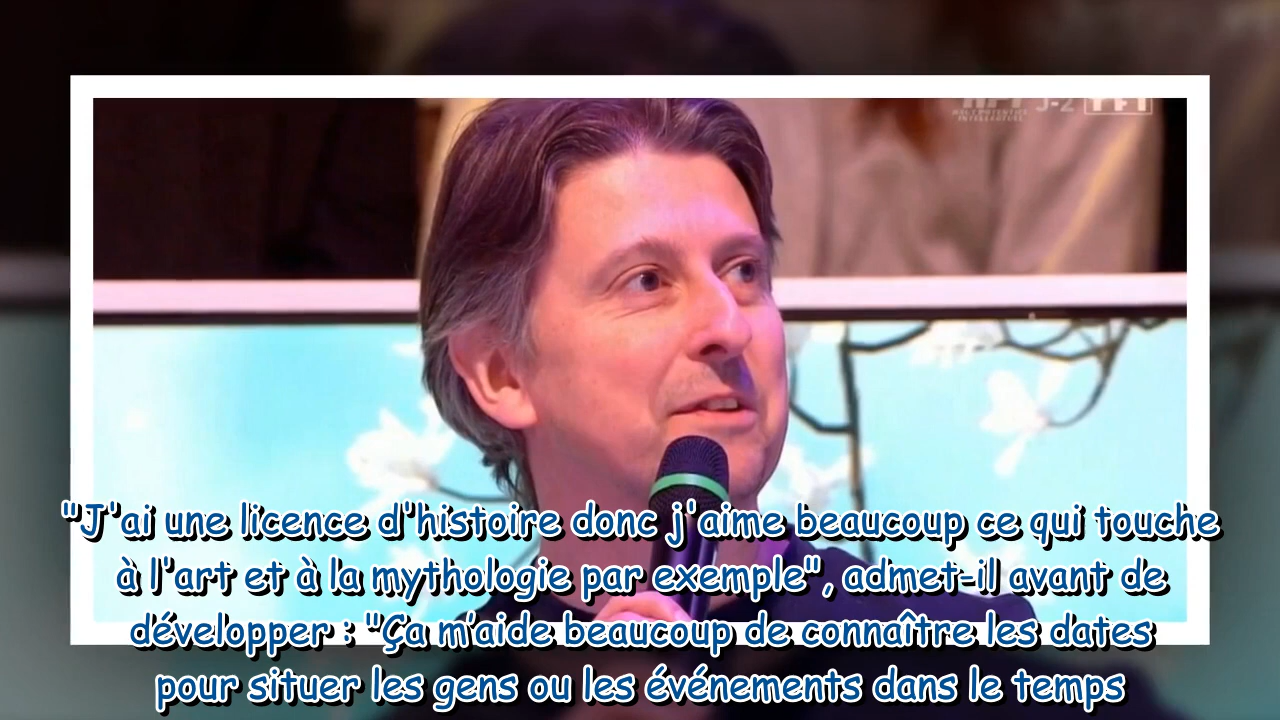 J-2 TF1
"J'ai une licence d'histoire donc j'aime beaucoup ce qui touche
à l'art et à la mythologie par exemple", admet-il avant de
développer : "Ça m'aide beaucoup de connaître les dates
pour situer les gens ou les événements dans le temps